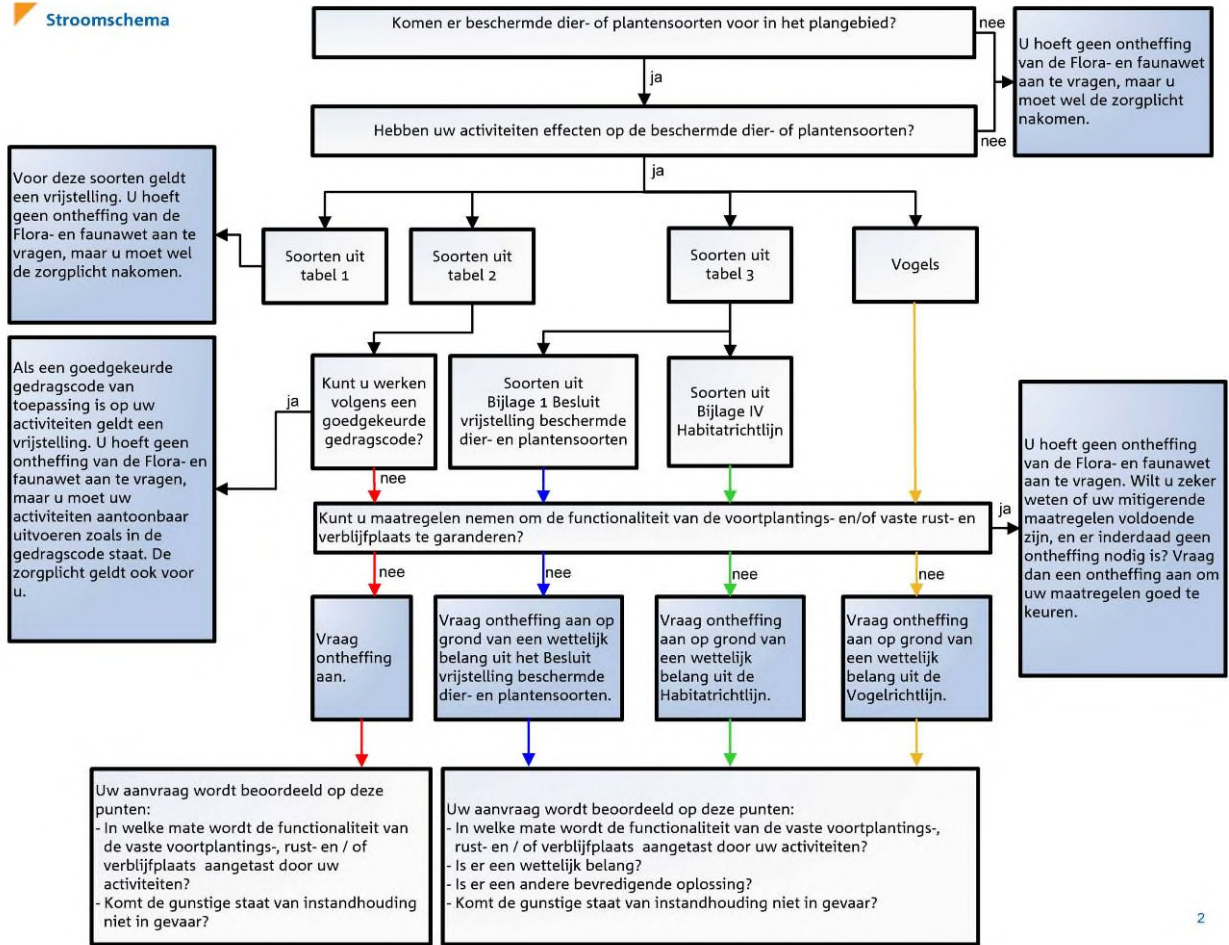 Stroomschema
Komen er beschermde dier- of plantensoorten voor in het plangebied?
nee
U hoeft geen ontheffing
van de Flora- en faunawet
aan te vragen, maar u
moet wel de zorgplicht
nakomen.
ja
Hebben uw activiteiten effecten op de beschermde dier- of plantensoorten?
nee
ja
Voor deze soorten geldt
een vrijstelling. U hoeft
geen ontheffing van de
Flora- en faunawet aan te
vragen, maar u moet wel
de zorgplicht nakomen.
Soorten uit
tabel 1
Soorten uit
tabel 2
Soorten uit
tabel 3
Vogels
Als een goedgekeurde
gedragscode van
toepassing is op uw
activiteiten geldt een
vrijstelling. U hoeft geen
ontheffing van de Flora- en
faunawet aan te vragen,
maar u moet uw
activiteiten aantoonbaar
uitvoeren zoals in de
gedragscode staat. De
zorgplicht geldt ook voor
u.
ja
Kunt u werken
volgens een
goedgekeurde
gedragscode?
Soorten uit
Bijlage 1 Besluit
vrijstelling beschermde
dier- en plantensoorten
Soorten uit
Bijlage IV
Habitatrichtlijn
nee
Kunt u maatregelen nemen om de functionaliteit van de voortplantings- en/of vaste rust- en
verblijfplaats te garanderen?
ja
U hoeft geen ontheffing
van de Flora- en faunawet
aan te vragen. Wilt u zeker
weten of uw mitigerende
maatregelen voldoende
zijn, en er inderdaad geen
ontheffing nodig is? Vraag
dan een ontheffing aan om
uw maatregelen goed te
keuren.
nee
nee
nee
nee
Vraag
ontheffing
aan.
Vraag ontheffing aan op
grond van een wettelijk
belang uit het Besluit
vrijstelling beschermde
dier- en plantensoorten.
Vraag ontheffing
aan op grond van
een wettelijk
belang uit de
Habitatrichtlijn.
Vraag ontheffing
aan op grond van
een wettelijk
belang uit de
Vogelrichtlijn.
Uw aanvraag wordt beoordeeld op deze
punten:
- In welke mate wordt de functionaliteit van
de vaste voortplantings-, rust- en / of
verblijfplaats aangetast door uw
activiteiten?
- Komt de gunstige staat van instandhouding
niet in gevaar?
Uw aanvraag wordt beoordeeld op deze punten:
- In welke mate wordt de functionaliteit van de vaste voortplantings-,
rust- en / of verblijfplaats aangetast door uw activiteiten?
- Is er een wettelijk belang?
- Is er een andere bevredigende oplossing?
- Komt de gunstige staat van instandhouding niet in gevaar?
2